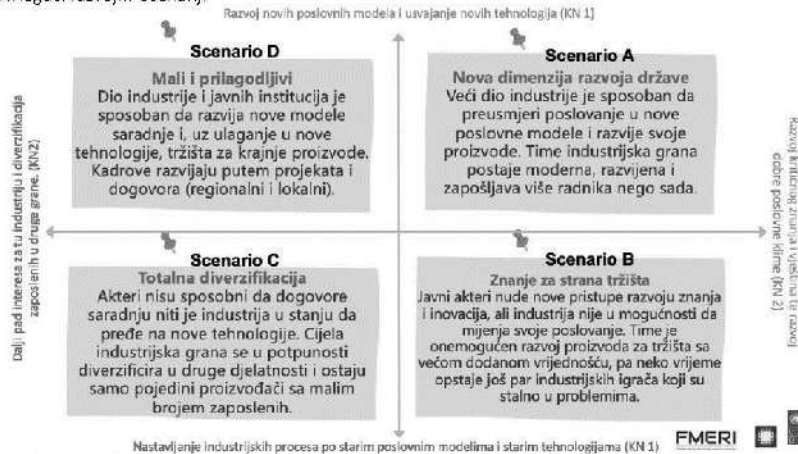 Razvoj novih poslovnih modela i usvajanje novih tehnologija (KN 1)
Scenario D
Mali i prilagodljivi
Dio industrije i javnih institucija je
sposoban da razvija nove modele
saradnje i, uz ulaganje u nove
tehnologije, tržišta za krajnje proizvode.
Kadrove razvijaju putem projekata i
dogovora (regionalni i lokalni).
Scenario A
Nova dimenzija razvoja države
Veći dio industrije je sposoban da
preusmjeri poslovanje u nove
poslovne modele i razvije svoje
proizvode. Time industrijska grana
postaje moderna, razvijena i
zapošljava više radnika nego sada.
Dalji pad interesa za tu industriju i diverzifikacija
zaposlenih u druge grane. (KN2)
Razvoj kritičnog znanja i vještina te razvoj
dobre poslovne klime (KN 2)
Scenario C
Totalna diverzifikacija
Akteri nisu sposobni da dogovore
saradnju niti je industrija u stanju da
pređe na nove tehnologije. Cijela
industrijska grana se u potpunosti
diverzificira u druge djelatnosti i ostaju
samo pojedini proizvođači sa malim
brojem zaposlenih.
Scenario B
Znanje za strana tržišta
Javni akteri nude nove pristupe razvoju znanja
i inovacija, ali industrija nije u mogućnosti da
mijenja svoje poslovanje. Time je
onemogućen razvoj proizvoda za tržišta sa
većom dodanom vrijednošću, pa neko vrijeme
opstaje još par industrijskih igrača koji su
stalno u problemima.
Nastavljanje industrijskih procesa po starim poslovnim modelima i starim tehnologijama (KN 1)
FMERI